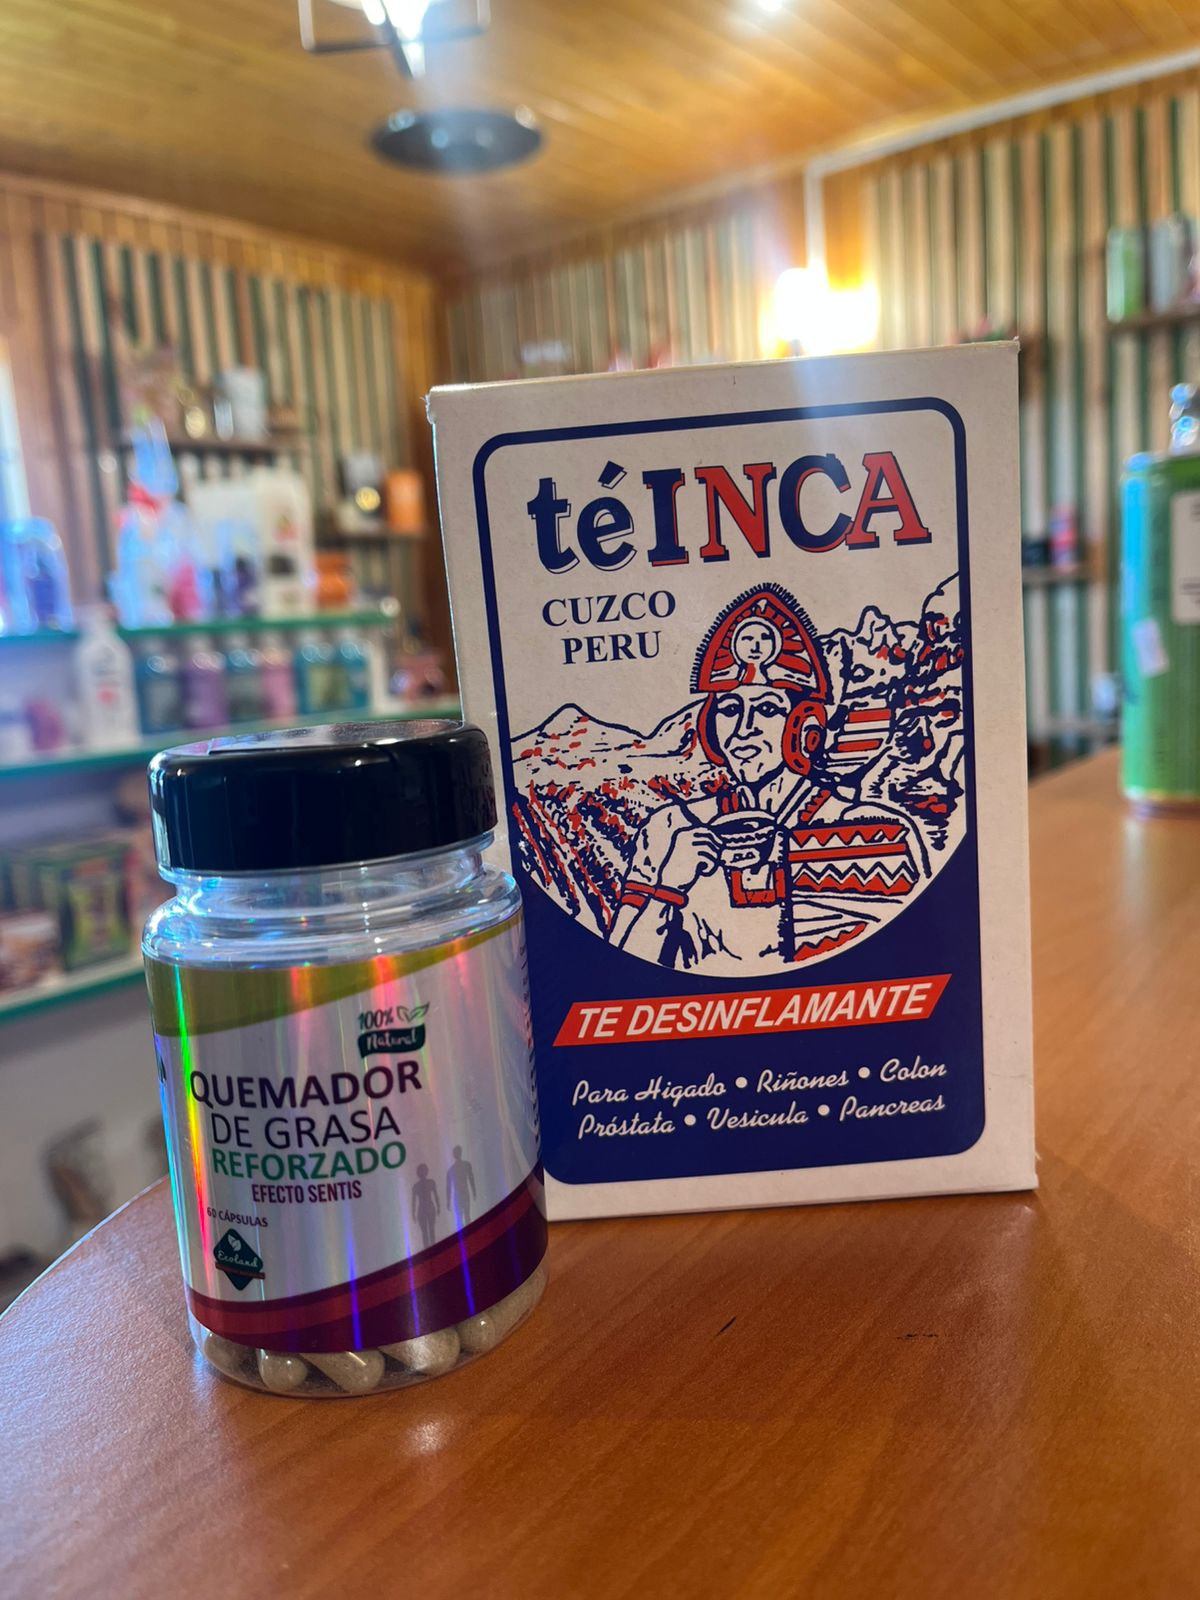 téINCA
CUZCO
PERU
TE DESINFLAMANTE
Para Higado • Riñones • Colon
Próstata • Vesicula • Pancreas
100%
Natural
QUEMADOR
DE GRASA
REFORZADO
EFECTO SENTIS
60 CÁPSULAS
Ecoland